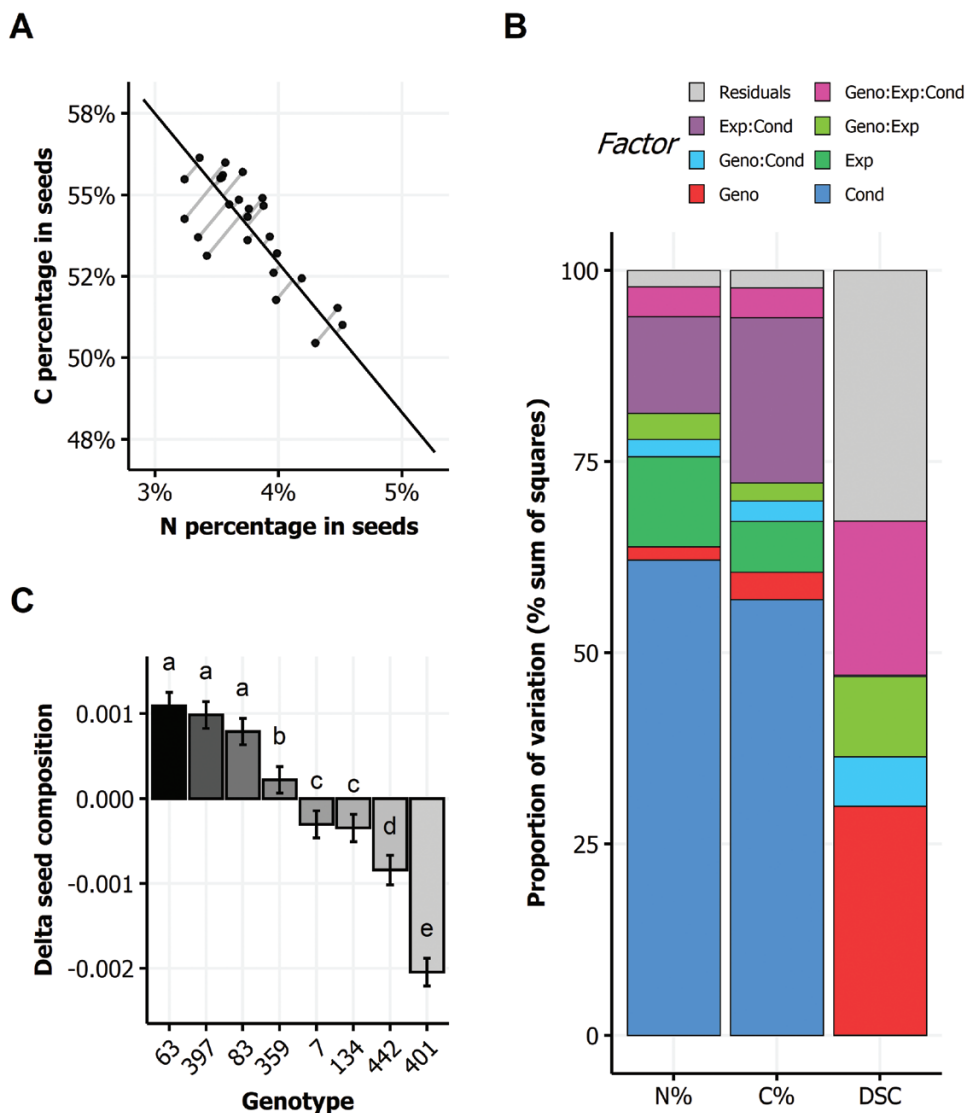 A
58%
55%
52%
50%
48%
C percentage in seeds
3% 4% 5%
N percentage in seeds
B
Factor
Residuals Geno:Exp:Cond
Exp:Cond Geno:Exp
Geno:Cond Exp
Geno Cond
100
75
50
25
0
Proportion of variation (% sum of squares)
N% C% DSC
C
a a a b c c d e
0.001
0.000
-0.001
-0.002
Delta seed composition
63 397 83 359 7 134 442 401
Genotype